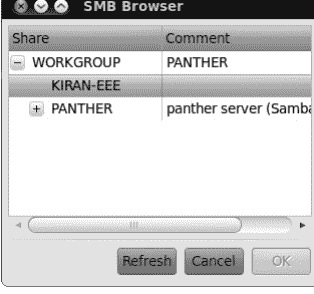 SMB Browser
Share Comment
WORKGROUP PANTHER
KIRAN-EEE
PANTHER panther server (Samba
Refresh Cancel OK